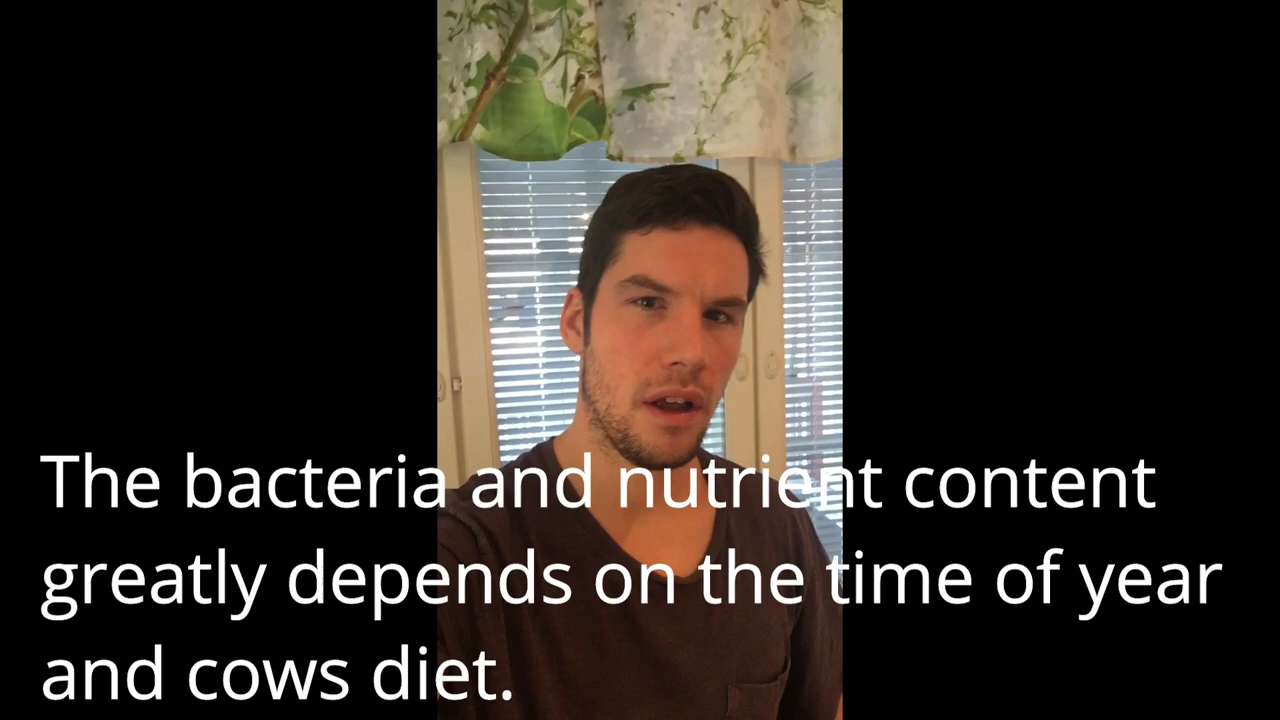 The bacteria and nutrient content
greatly depends on the time of year
and cows diet.